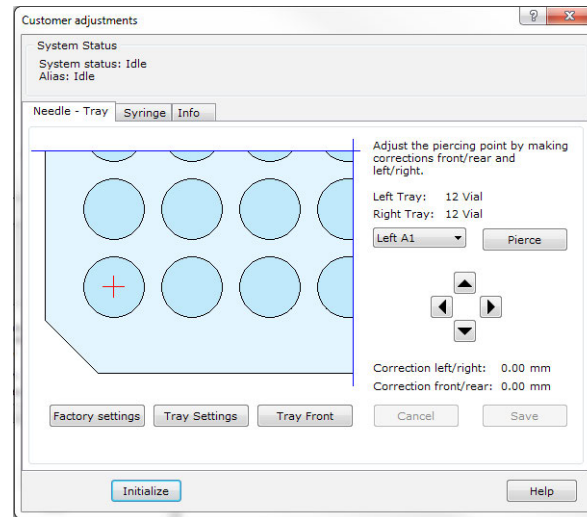 Customer adjustments
System Status
System status: Idle
Alias: Idle
Needle - Tray
Syringe
Info
Adjust the piercing point by making
corrections front/rear and
left/right.
Left Tray: 12 Vial
Right Tray: 12 Vial
Left A1
Pierce
Correction left/right: 0.00 mm
Correction front/rear: 0.00 mm
Factory settings
Tray Settings
Tray Front
Cancel
Save
Initialize
Help